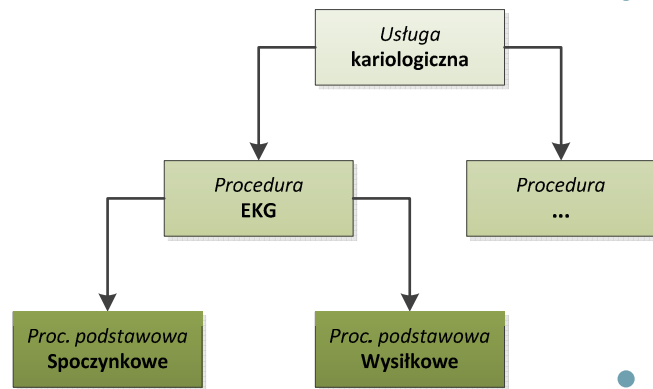 Usługa
kariologiczna
Procedura
EKG
Procedura
...
Proc. podstawowa
Spoczynkowe
Proc. podstawowa
Wysiłkowe